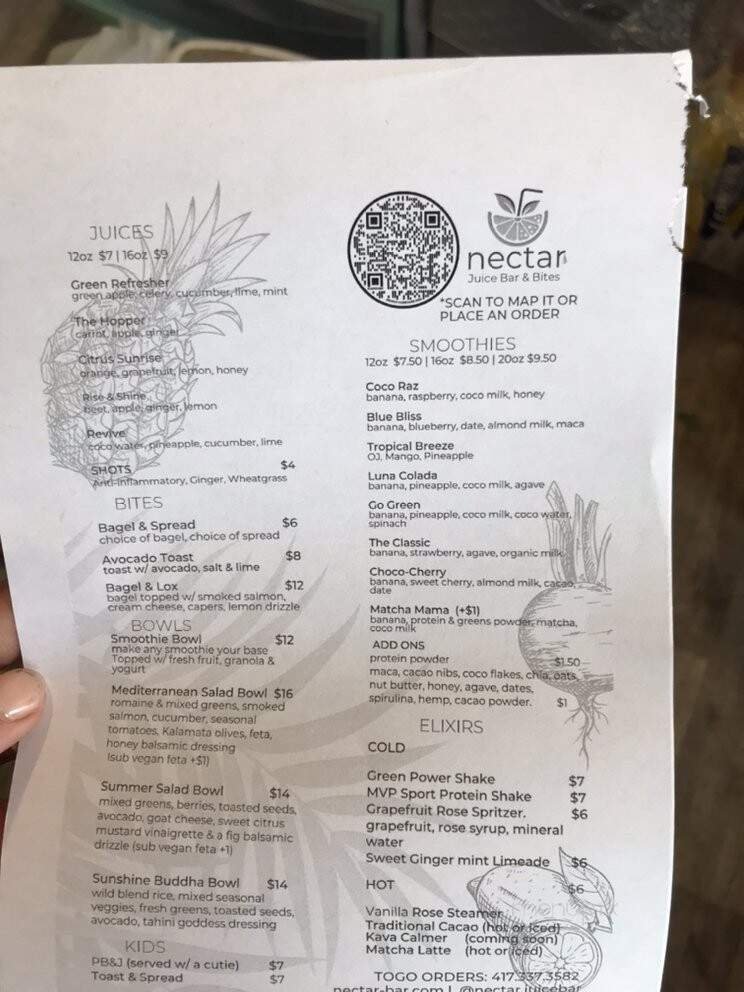 JUICES
12oz $7 | 16oz $9
Green Refresher
green apple, celery, cucumber, lime, mint
The Hopper
carrot, apple, ginger
Citrus Sunrise
orange, grapefruit, lemon, honey
Rise & Shine
beet, apple, ginger, lemon
Revive
coco water, pineapple, cucumber, lime
SHOTS $4
Anti-Inflammatory, Ginger, Wheatgrass
BITES
Bagel & Spread $6
choice of bagel, choice of spread
Avocado Toast $8
toast w/ avocado, salt & lime
Bagel & Lox $12
bagel topped w/ smoked salmon,
cream cheese, capers, lemon drizzle
BOWLS
Smoothie Bowl $12
make any smoothie your base
Topped w/ fresh fruit, granola &
yogurt
Mediterranean Salad Bowl $16
romaine & mixed greens, smoked
salmon, cucumber, seasonal
tomatoes, Kalamata olives, feta,
honey balsamic dressing
(sub vegan feta +$1)
Summer Salad Bowl $14
mixed greens, berries, toasted seeds,
avocado, goat cheese, sweet citrus
mustard vinaigrette & a fig balsamic
drizzle (sub vegan feta +1)
Sunshine Buddha Bowl $14
wild blend rice, mixed seasonal
veggies, fresh greens, toasted seeds,
avocado, tahini goddess dressing
KIDS
PB&J (served w/ a cutie) $7
Toast & Spread $7
nectar
Juice Bar & Bites
*SCAN TO MAP IT OR
PLACE AN ORDER
SMOOTHIES
12oz $7.50 | 16oz $8.50 | 20oz $9.50
Coco Raz
banana, raspberry, coco milk, honey
Blue Bliss
banana, blueberry, date, almond milk, maca
Tropical Breeze
OJ, Mango, Pineapple
Luna Colada
banana, pineapple, coco milk, agave
Go Green
banana, pineapple, coco milk, coco water,
spinach
The Classic
banana, strawberry, agave, organic milk
Choco-Cherry
banana, sweet cherry, almond milk, cacao,
date
Matcha Mama (+$1)
banana, protein & greens powder, matcha,
coco milk
ADD ONS
protein powder $1.50
maca, cacao nibs, coco flakes, chia, oats,
nut butter, honey, agave, dates,
spirulina, hemp, cacao powder. $1
ELIXIRS
COLD
Green Power Shake $7
MVP Sport Protein Shake $7
Grapefruit Rose Spritzer. $6
grapefruit, rose syrup, mineral
water
Sweet Ginger mint Limeade $6
HOT $6
Vanilla Rose Steamer
Traditional Cacao (hot or iced)
Kava Calmer (coming soon)
Matcha Latte (hot or iced)
TOGO ORDERS: 417.337.3582
nectar-bar.com | @nectar.juicebar